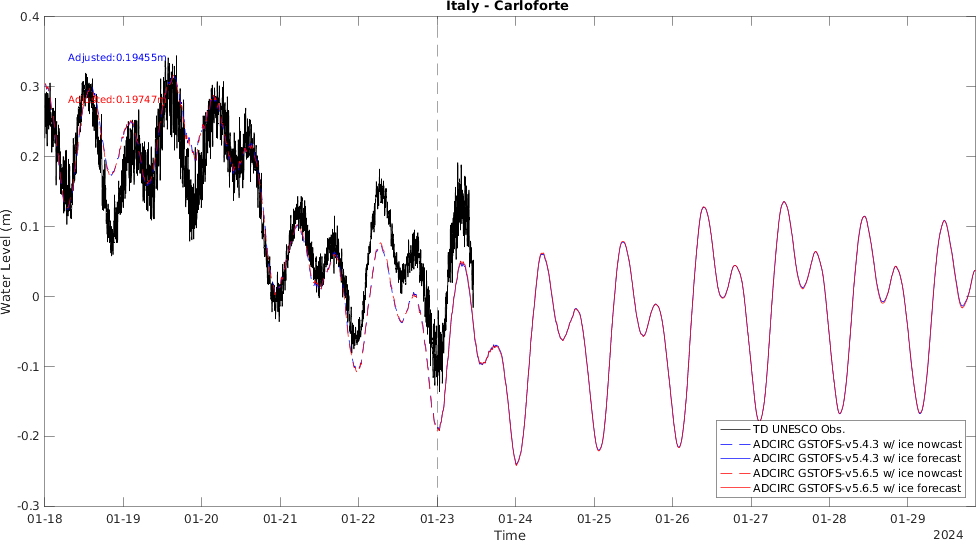 Italy - Carloforte
0.4
0.3
0.2
0.1
0
-0.1
-0.2
-0.3
Water Level (m)
Adjusted:0.19455m
Adjusted:0.19747m
TD UNESCO Obs.
ADCIRC GSTOFS-v5.4.3 w/ ice nowcast
ADCIRC GSTOFS-v5.4.3 w/ ice forecast
ADCIRC GSTOFS-v5.6.5 w/ ice nowcast
ADCIRC GSTOFS-v5.6.5 w/ ice forecast
01-18 01-19 01-20 01-21 01-22 01-23 01-24 01-25 01-26 01-27 01-28 01-29
Time
2024